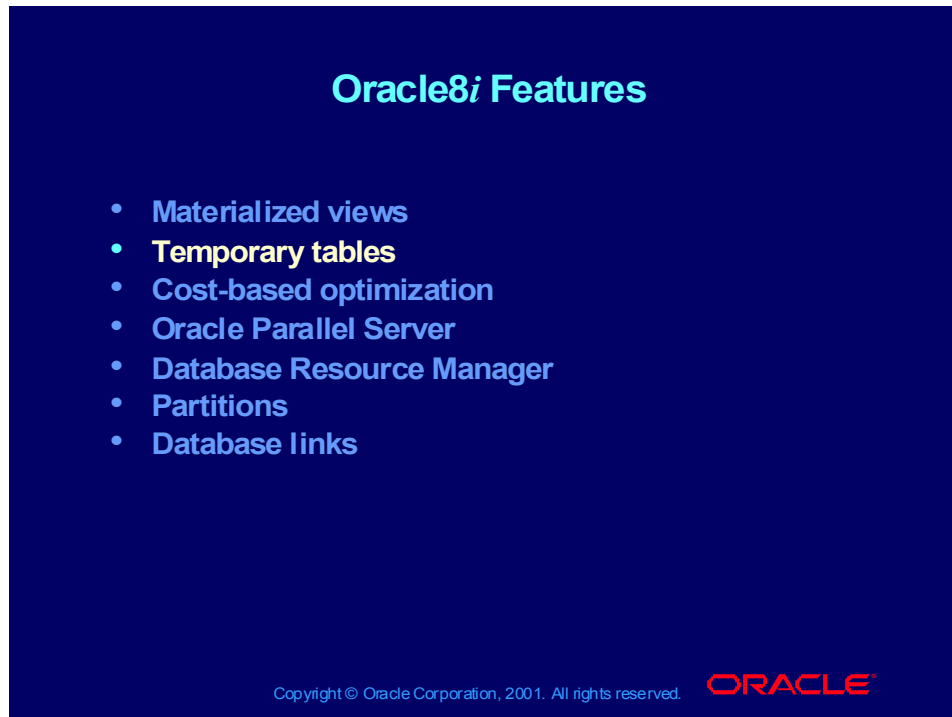 Oracle8i Features
• Materialized views
• Temporary tables
• Cost-based optimization
• Oracle Parallel Server
• Database Resource Manager
• Partitions
• Database links
Copyright © Oracle Corporation, 2001. All rights reserved.
ORACLE®